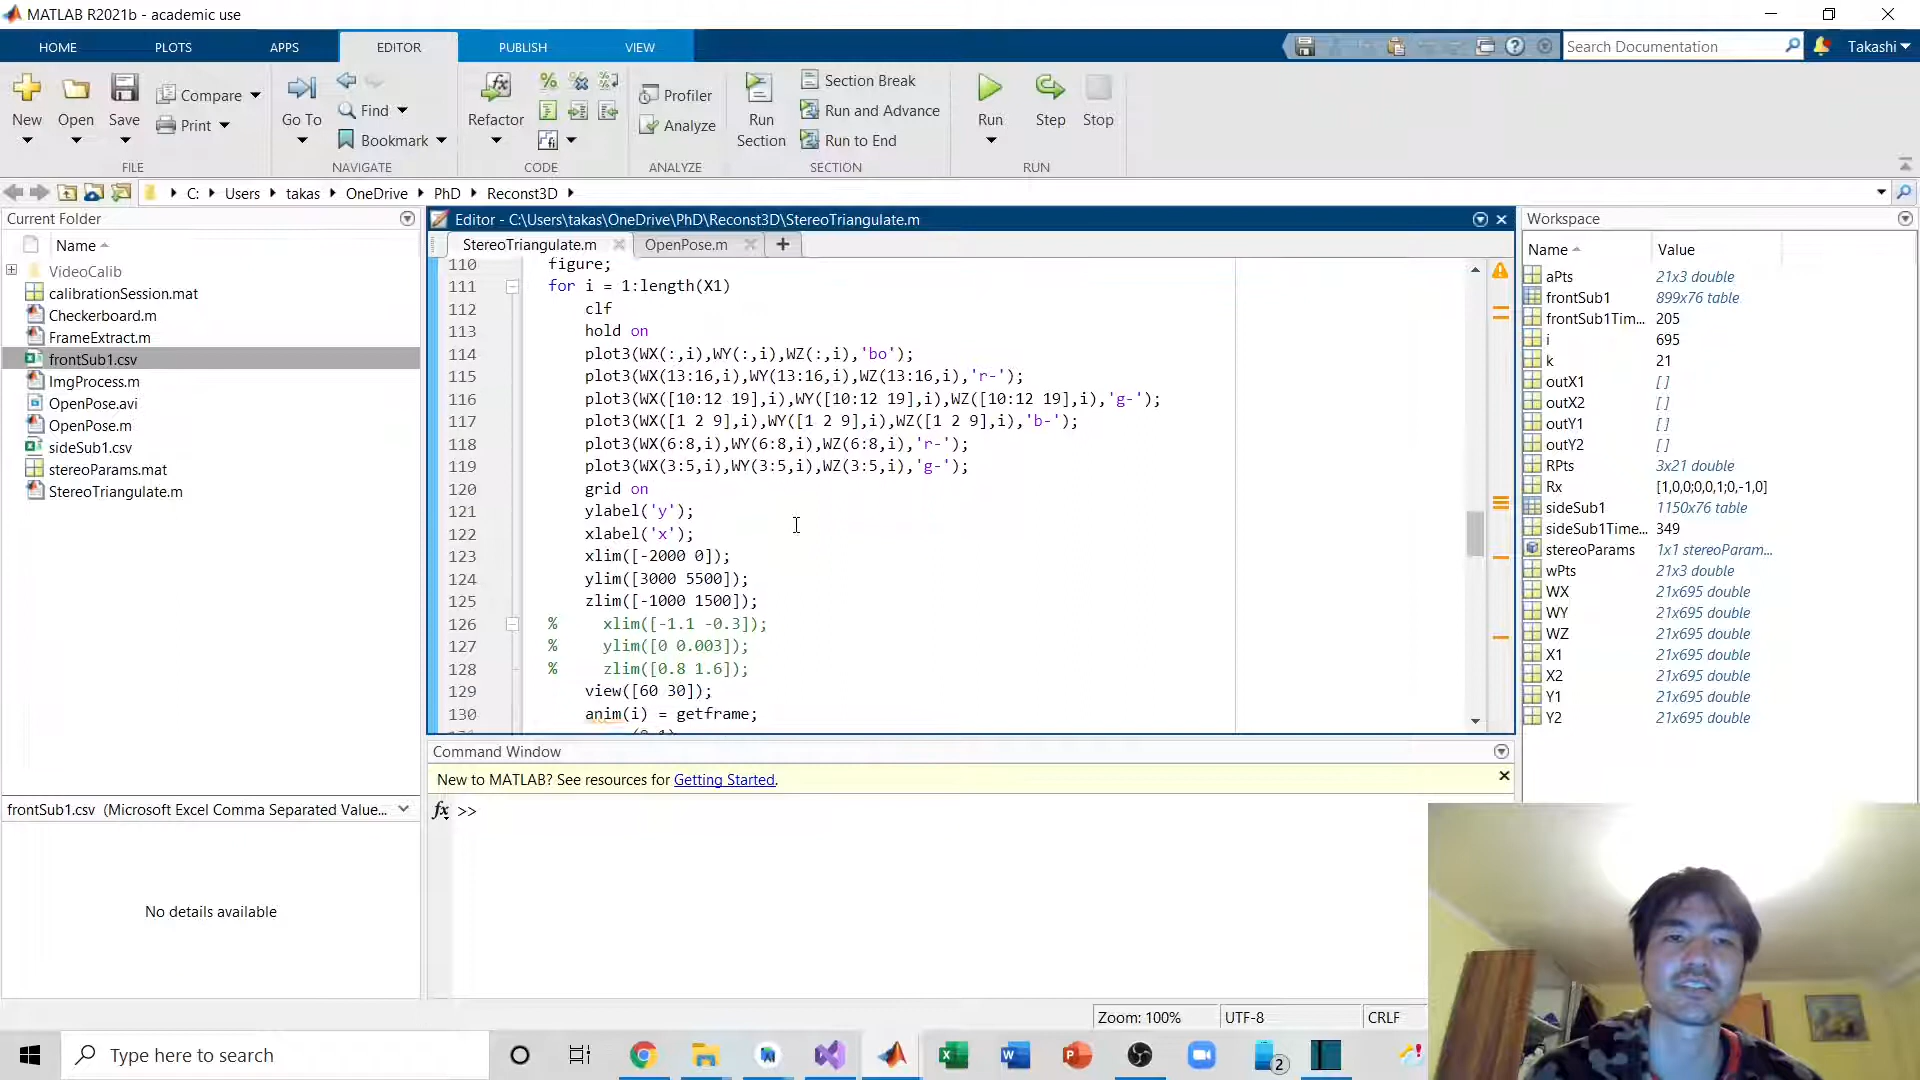 MATLAB R2021b - academic use
HOME
PLOTS
APPS
EDITOR
PUBLISH
VIEW
Search Documentation
Takashi
New
Open
Save
Compare
Print
FILE
Go To
Find
Bookmark
NAVIGATE
Refactor
CODE
Profiler
Analyze
ANALYZE
Run
Section
Section Break
Run and Advance
Run to End
SECTION
Run
Step
Stop
RUN
C:
Users
takas
OneDrive
PhD
Reconst3D
Current Folder
Name
VideoCalib
calibrationSession.mat
Checkerboard.m
FrameExtract.m
frontSub1.csv
ImgProcess.m
OpenPose.avi
OpenPose.m
sideSub1.csv
stereoParams.mat
StereoTriangulate.m
frontSub1.csv (Microsoft Excel Comma Separated Value...
No details available
Editor - C:\Users\takas\OneDrive\PhD\Reconst3D\StereoTriangulate.m
StereoTriangulate.m
OpenPose.m
110 figure;
111 for i = 1:length(X1)
112 clf
113 hold on
114 plot3(WX(:,i),WY(:,i),WZ(:,i),'bo');
115 plot3(WX(13:16,i),WY(13:16,i),WZ(13:16,i),'r-');
116 plot3(WX([10:12 19],i),WY([10:12 19],i),WZ([10:12 19],i),'g-');
117 plot3(WX([1 2 9],i),WY([1 2 9],i),WZ([1 2 9],i),'b-');
118 plot3(WX(6:8,i),WY(6:8,i),WZ(6:8,i),'r-');
119 plot3(WX(3:5,i),WY(3:5,i),WZ(3:5,i),'g-');
120 grid on
121 ylabel('y');
122 xlabel('x');
123 xlim([-2000 0]);
124 ylim([3000 5500]);
125 zlim([-1000 1500]);
126 % xlim([-1.1 -0.3]);
127 % ylim([0 0.003]);
128 % zlim([0.8 1.6]);
129 view([60 30]);
130 anim(i) = getframe;
Command Window
New to MATLAB? See resources for Getting Started.
fx >>
Workspace
Name Value
aPts 21x3 double
frontSub1 899x76 table
frontSub1Tim... 205
i 695
k 21
outX1 []
outX2 []
outY1 []
outY2 []
RPts 3x21 double
Rx [1,0,0;0,0,1;0,-1,0]
sideSub1 1150x76 table
sideSub1Time... 349
stereoParams 1x1 stereoParam...
wPts 21x3 double
WX 21x695 double
WY 21x695 double
WZ 21x695 double
X1 21x695 double
X2 21x695 double
Y1 21x695 double
Y2 21x695 double
Zoom: 100%
UTF-8
CRLF
Type here to search
2